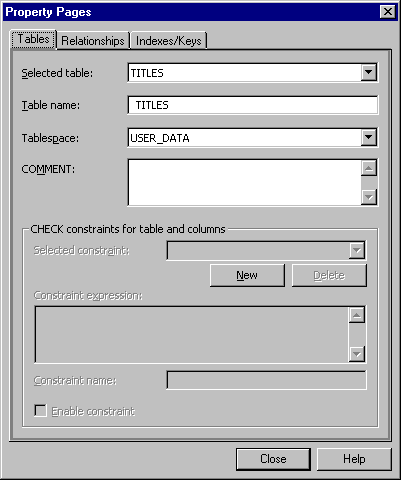 Property Pages
Tables Relationships Indexes/Keys
Selected table: TITLES
Table name: TITLES
Tablespace: USER_DATA
COMMENT:
CHECK constraints for table and columns
Selected constraint:
New Delete
Constraint expression:
Constraint name:
Enable constraint
Close Help